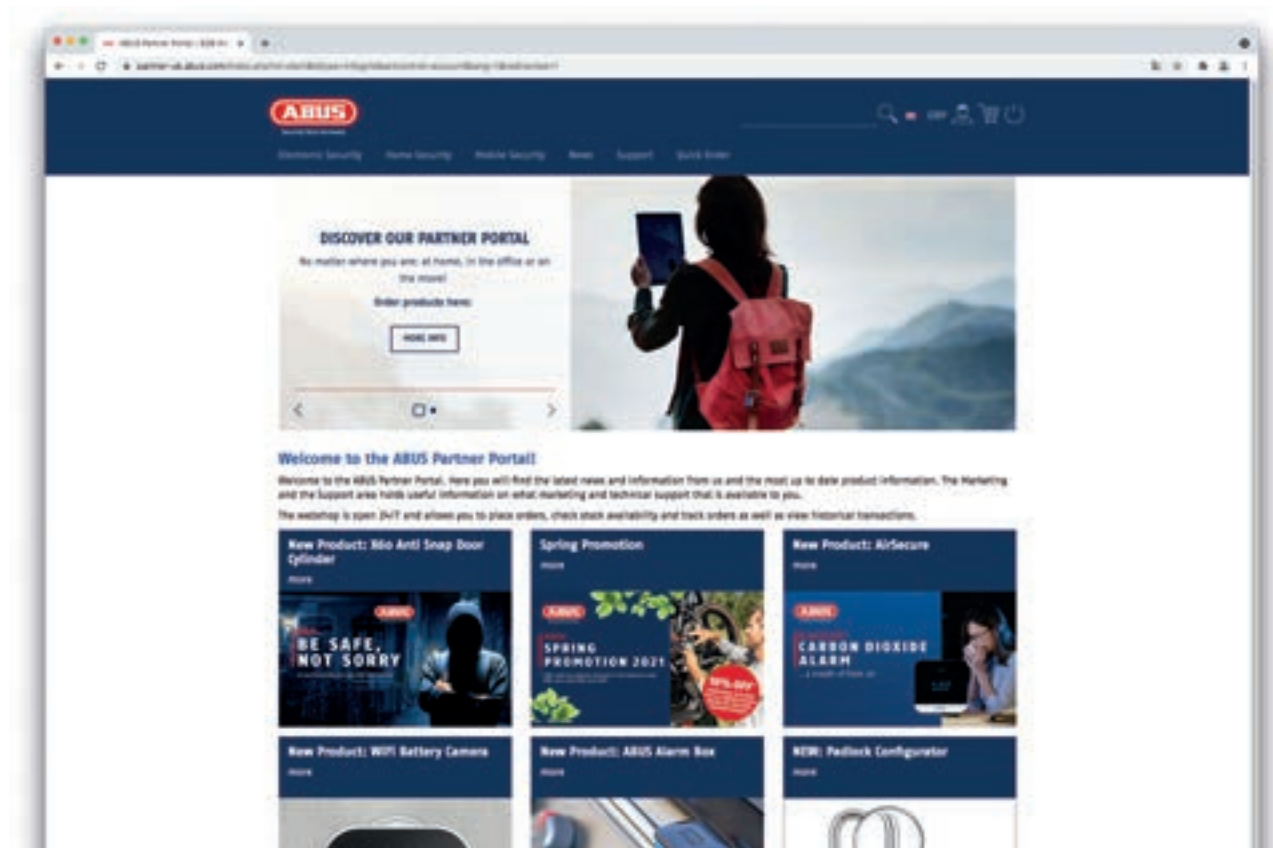 ABUS Partner Portal
ABUS
Security Tech Germany
Electronic Security Home Security Mobile Security News Support Quick Order
DISCOVER OUR PARTNER PORTAL
No matter where you are: at home, in the office or on
the move!
Order products here:
MORE INFO
Welcome to the ABUS Partner Portal!
Welcome to the ABUS Partner Portal. Here you will find the latest news and information from us and the most up to date product information. The Marketing
and the Support area holds useful information on what marketing and technical support that is available to you.
The webshop is open 24/7 and allows you to place orders, check stock availability and track orders as well as view historical transactions.
New Product: X60 Anti Snap Door
Cylinder
more
ABUS
BE SAFE,
NOT SORRY
Spring Promotion
more
ABUS
SPRING
PROMOTION 2021
New Product: AirSecure
more
ABUS
CARBON DIOXIDE
ALARM
New Product: WIFI Battery Camera
more
New Product: ABUS Alarm Box
more
NEW: Padlock Configurator
more